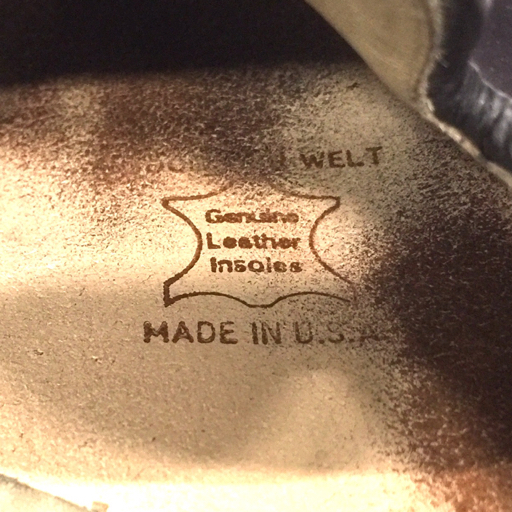 WELT
Genuine
Leather
Insoles
MADE IN U.S.A